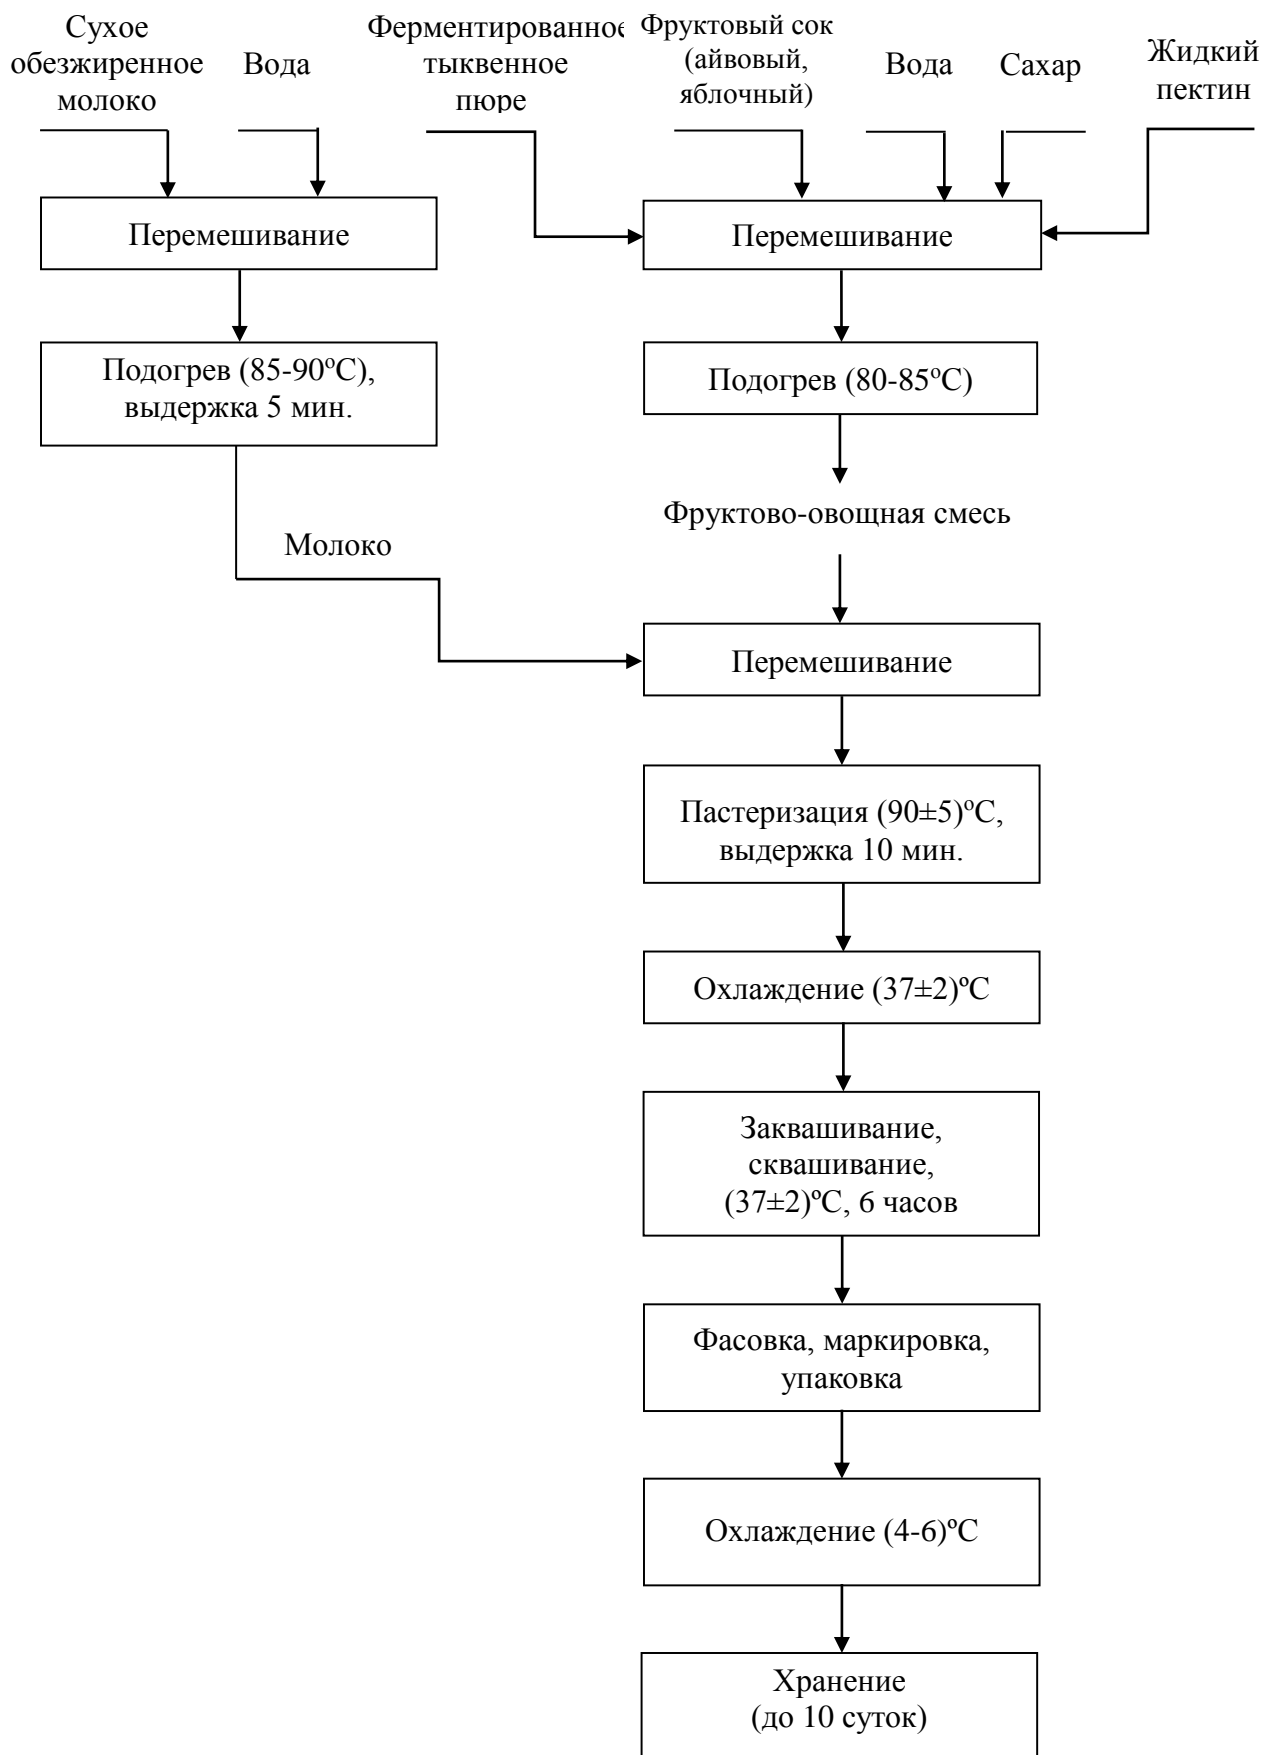 Сухое
обезжиренное
молоко
Вода
Ферментированное
тыквенное
пюре
Фруктовый сок
(айвовый,
яблочный)
Вода
Сахар
Жидкий
пектин
Перемешивание
Перемешивание
Подогрев (85-90ºС),
выдержка 5 мин.
Подогрев (80-85ºС)
Фруктово-овощная смесь
Молоко
Перемешивание
Пастеризация (90±5)ºС,
выдержка 10 мин.
Охлаждение (37±2)ºС
Заквашивание,
сквашивание,
(37±2)ºС, 6 часов
Фасовка, маркировка,
упаковка
Охлаждение (4-6)ºС
Хранение
(до 10 суток)